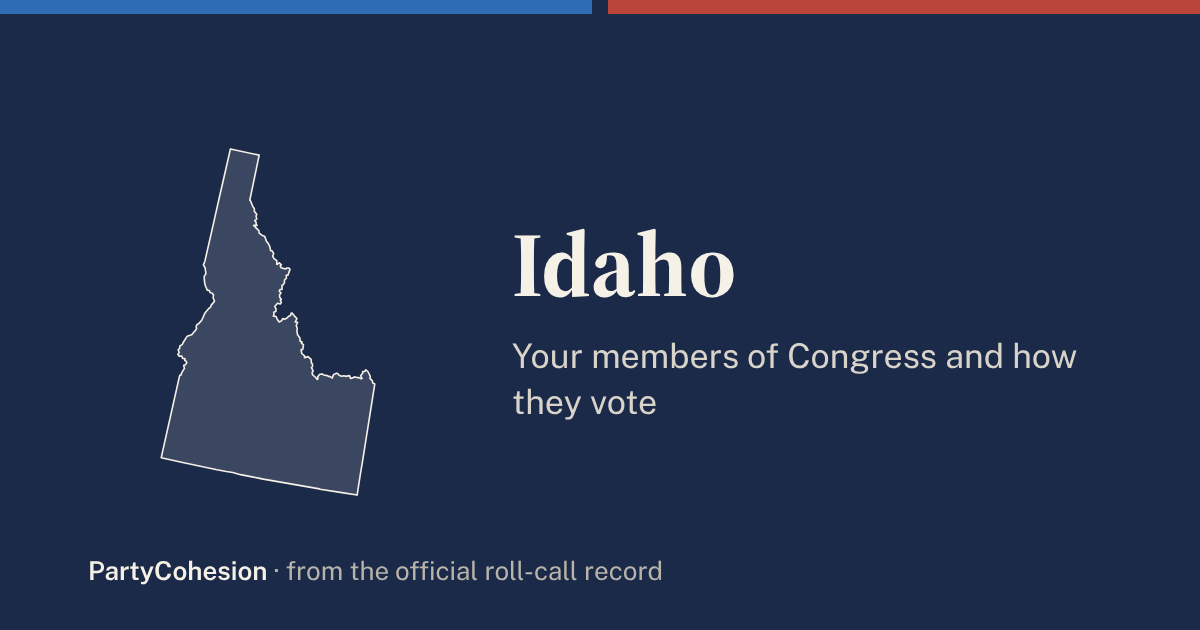 Idaho
Your members of Congress and how
they vote
PartyCohesion · from the official roll-call record